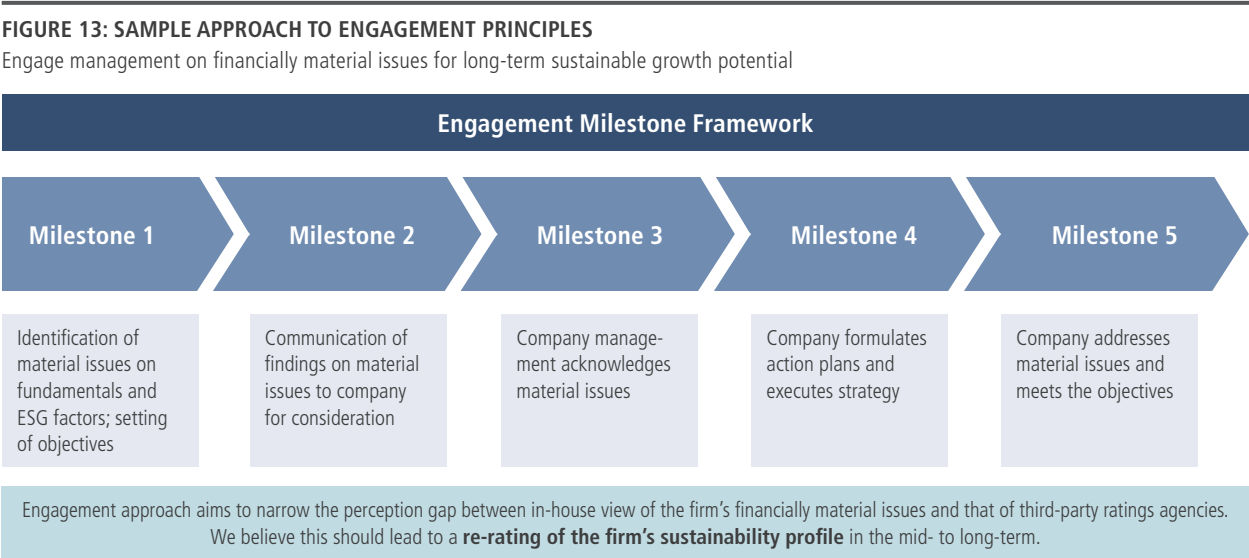 FIGURE 13: SAMPLE APPROACH TO ENGAGEMENT PRINCIPLES
Engage management on financially material issues for long-term sustainable growth potential
Engagement Milestone Framework
Milestone 1
Milestone 2
Milestone 3
Milestone 4
Milestone 5
Identification of
material issues on
fundamentals and
ESG factors; setting
of objectives
Communication of
findings on material
issues to company
for consideration
Company manage-
ment acknowledges
material issues
Company formulates
action plans and
executes strategy
Company addresses
material issues and
meets the objectives
Engagement approach aims to narrow the perception gap between in-house view of the firm’s financially material issues and that of third-party ratings agencies.
We believe this should lead to a re-rating of the firm’s sustainability profile in the mid- to long-term.